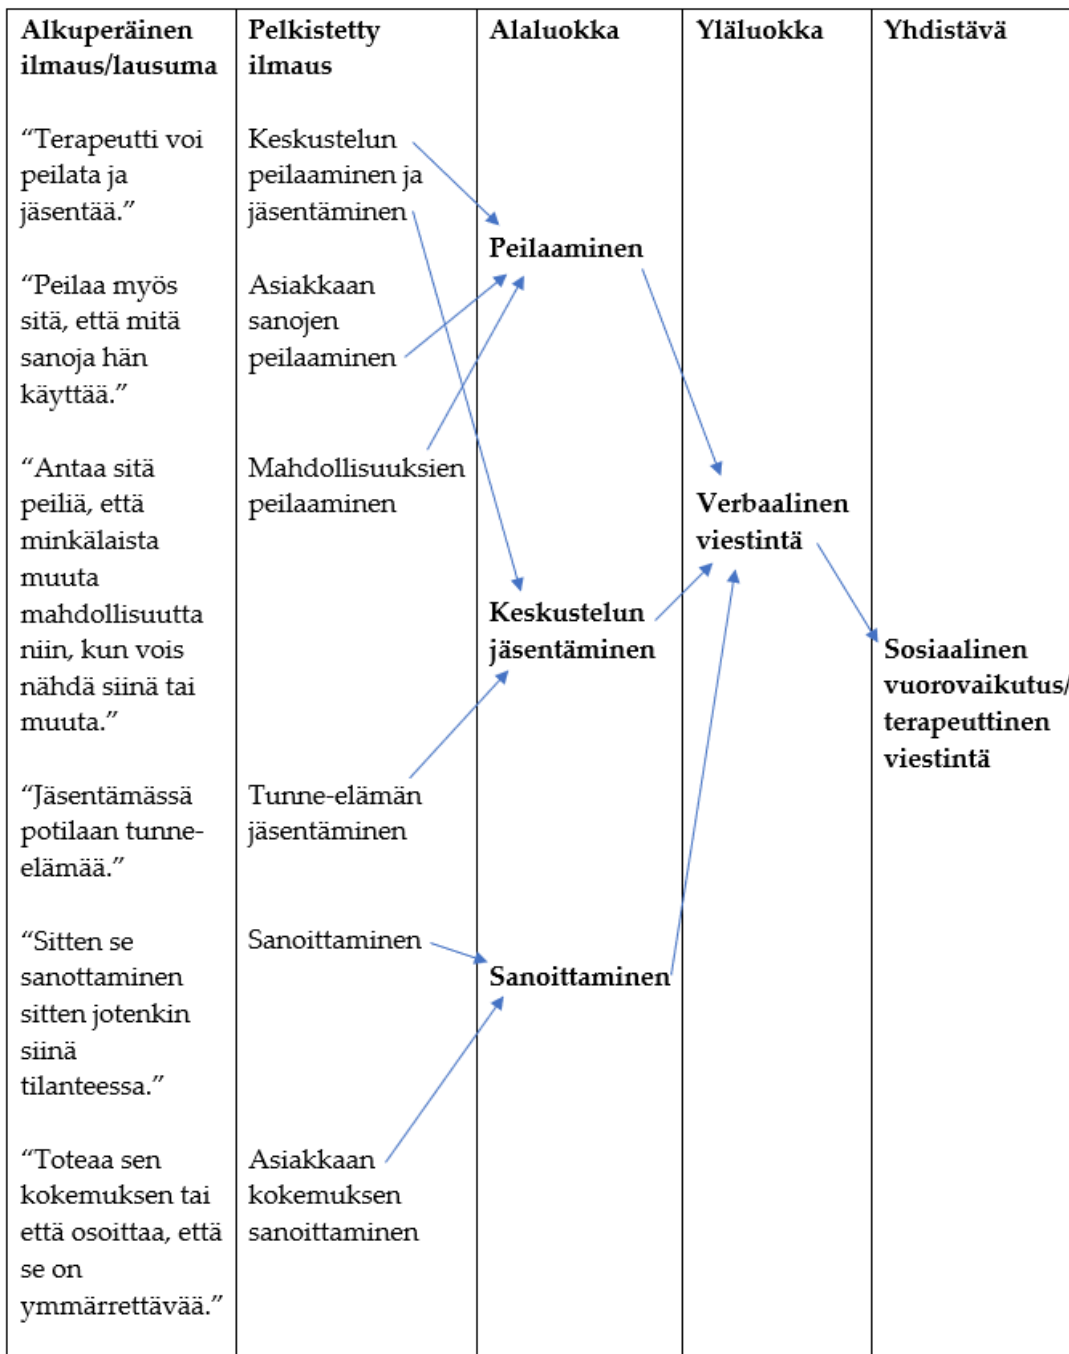 Alkuperäinen
ilmaus/lausuma
Pelkistetty
ilmaus
Alaluokka
Yläluokka
Yhdistävä
“Terapeutti voi
peilata ja
jäsentää.”
Keskustelun
peilaaminen ja
jäsentäminen
Peilaaminen
“Peilaa myös
sitä, että mitä
sanoja hän
käyttää.”
Asiakkaan
sanojen
peilaaminen
“Antaa sitä
peiliä, että
minkälaista
muuta
mahdollisuutta
niin, kun vois
nähdä siinä tai
muuta.”
Mahdollisuuksien
peilaaminen
Verbaalinen
viestintä
Keskustelun
jäsentäminen
Sosiaalinen
vuorovaikutus/
terapeuttinen
viestintä
“Jäsentämässä
potilaan tunne-
elämää.”
Tunne-elämän
jäsentäminen
“Sitten se
sanottaminen
sitten jotenkin
siinä
tilanteessa.”
Sanoittaminen
Sanoittaminen
“Toteaa sen
kokemuksen tai
että osoittaa, että
se on
ymmärrettävää.”
Asiakkaan
kokemuksen
sanoittaminen